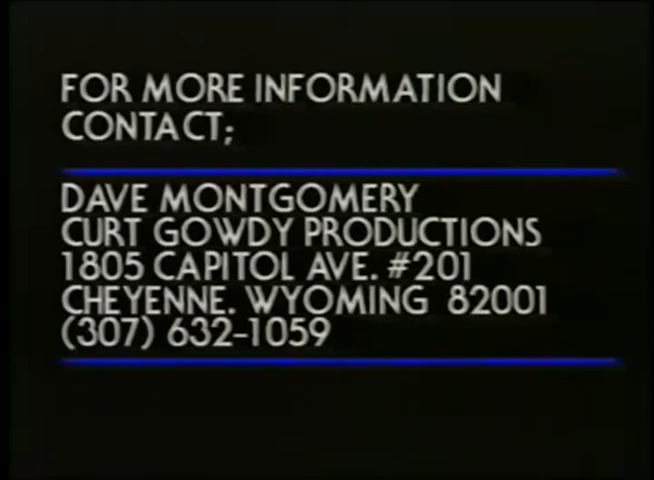 FOR MORE INFORMATION
CONTACT;
DAVE MONTGOMERY
CURT GOWDY PRODUCTIONS
1805 CAPITOL AVE. #201
CHEYENNE. WYOMING 82001
(307) 632-1059